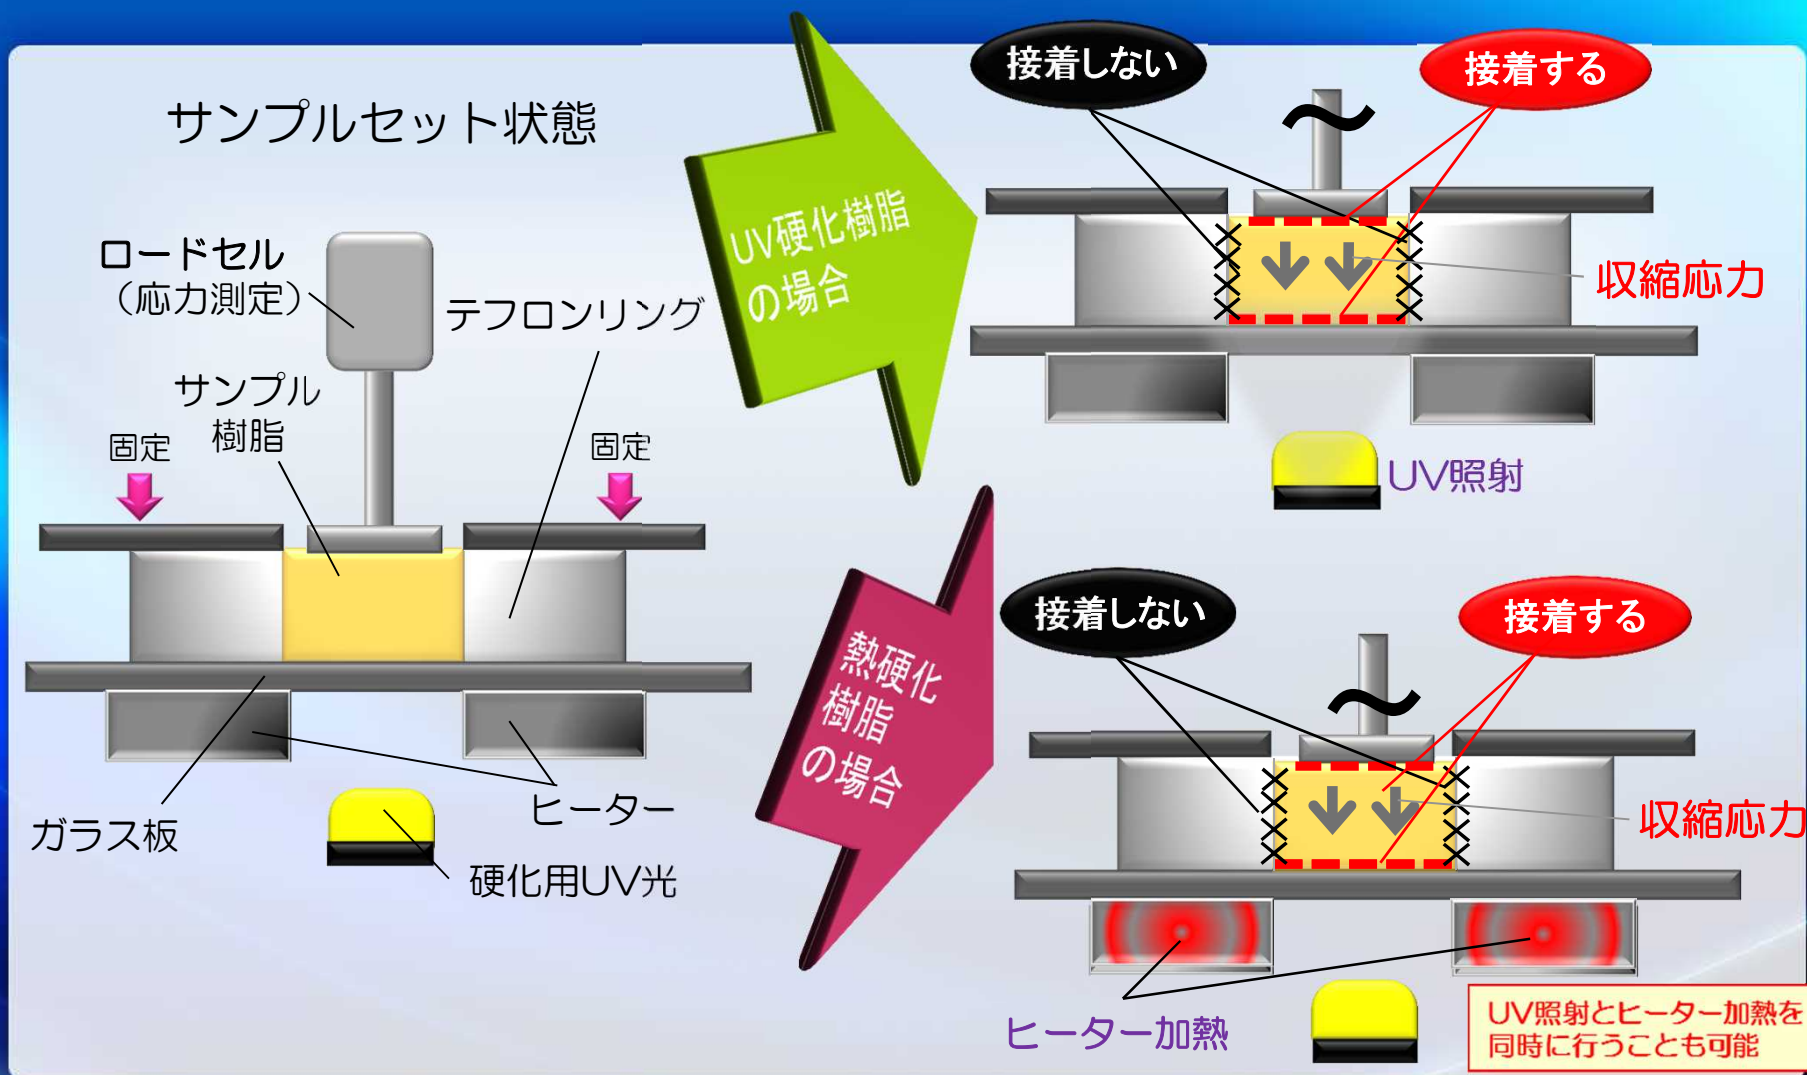 サンプルセット状態
ロードセル
（応力測定）
テフロンリング
サンプル
樹脂
固定
固定
ガラス板
ヒーター
硬化用UV光
UV硬化樹脂
の場合
接着しない
接着する
収縮応力
UV照射
熱硬化
樹脂
の場合
接着しない
接着する
収縮応力
ヒーター加熱
UV照射とヒーター加熱を
同時に行うことも可能